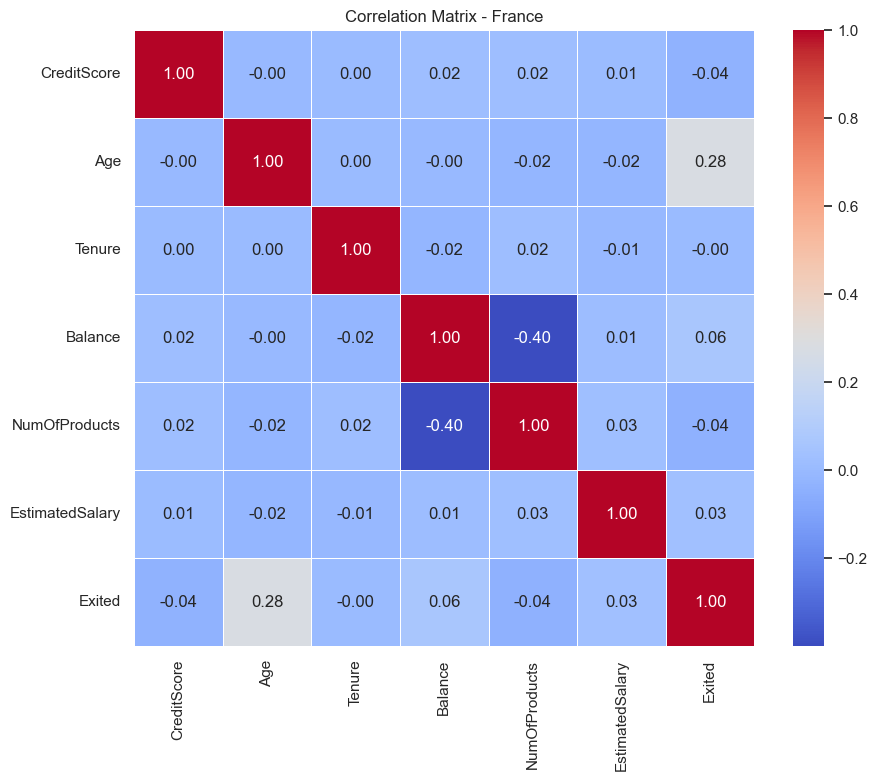 Correlation Matrix - France
CreditScore 1.00 -0.00 0.00 0.02 0.02 0.01 -0.04
Age -0.00 1.00 0.00 -0.00 -0.02 -0.02 0.28
Tenure 0.00 0.00 1.00 -0.02 0.02 -0.01 -0.00
Balance 0.02 -0.00 -0.02 1.00 -0.40 0.01 0.06
NumOfProducts 0.02 -0.02 0.02 -0.40 1.00 0.03 -0.04
EstimatedSalary 0.01 -0.02 -0.01 0.01 0.03 1.00 0.03
Exited -0.04 0.28 -0.00 0.06 -0.04 0.03 1.00
CreditScore Age Tenure Balance NumOfProducts EstimatedSalary Exited
1.0
0.8
0.6
0.4
0.2
0.0
−0.2